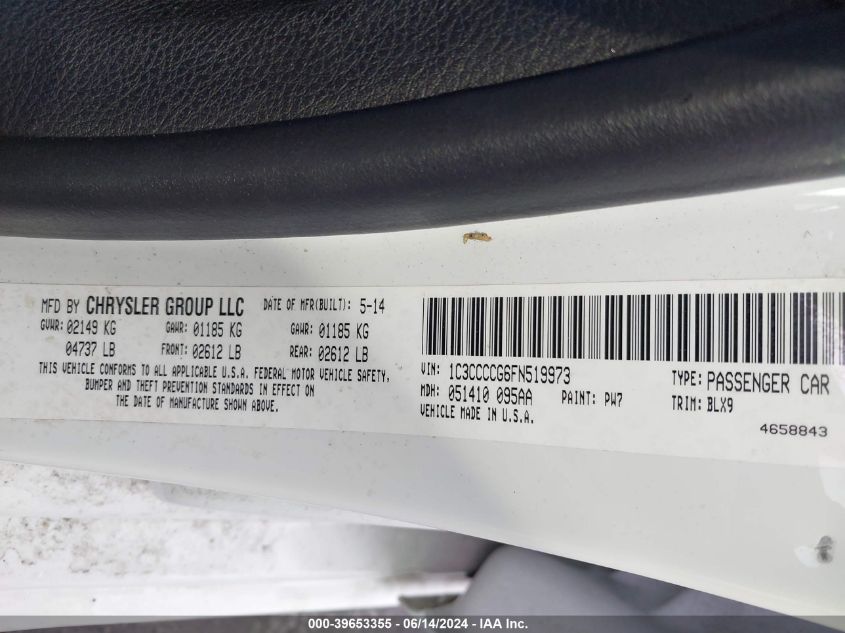 MFD BY CHRYSLER GROUP LLC DATE OF MFR(BUILT): 5-14
GVWR: 02149 KG GAWR: 01185 KG GAWR: 01185 KG
04737 LB FRONT: 02612 LB REAR: 02612 LB
THIS VEHICLE CONFORMS TO ALL APPLICABLE U.S.A. FEDERAL MOTOR VEHICLE SAFETY,
BUMPER AND THEFT PREVENTION STANDARDS IN EFFECT ON
THE DATE OF MANUFACTURE SHOWN ABOVE.
VIN: 1C3CCCCG6FN519973 TYPE: PASSENGER CAR
MDH: 051410 095AA PAINT: PW7 TRIM: BLX9
VEHICLE MADE IN U.S.A. 4658843
000-39653355 - 06/14/2024 - IAA Inc.